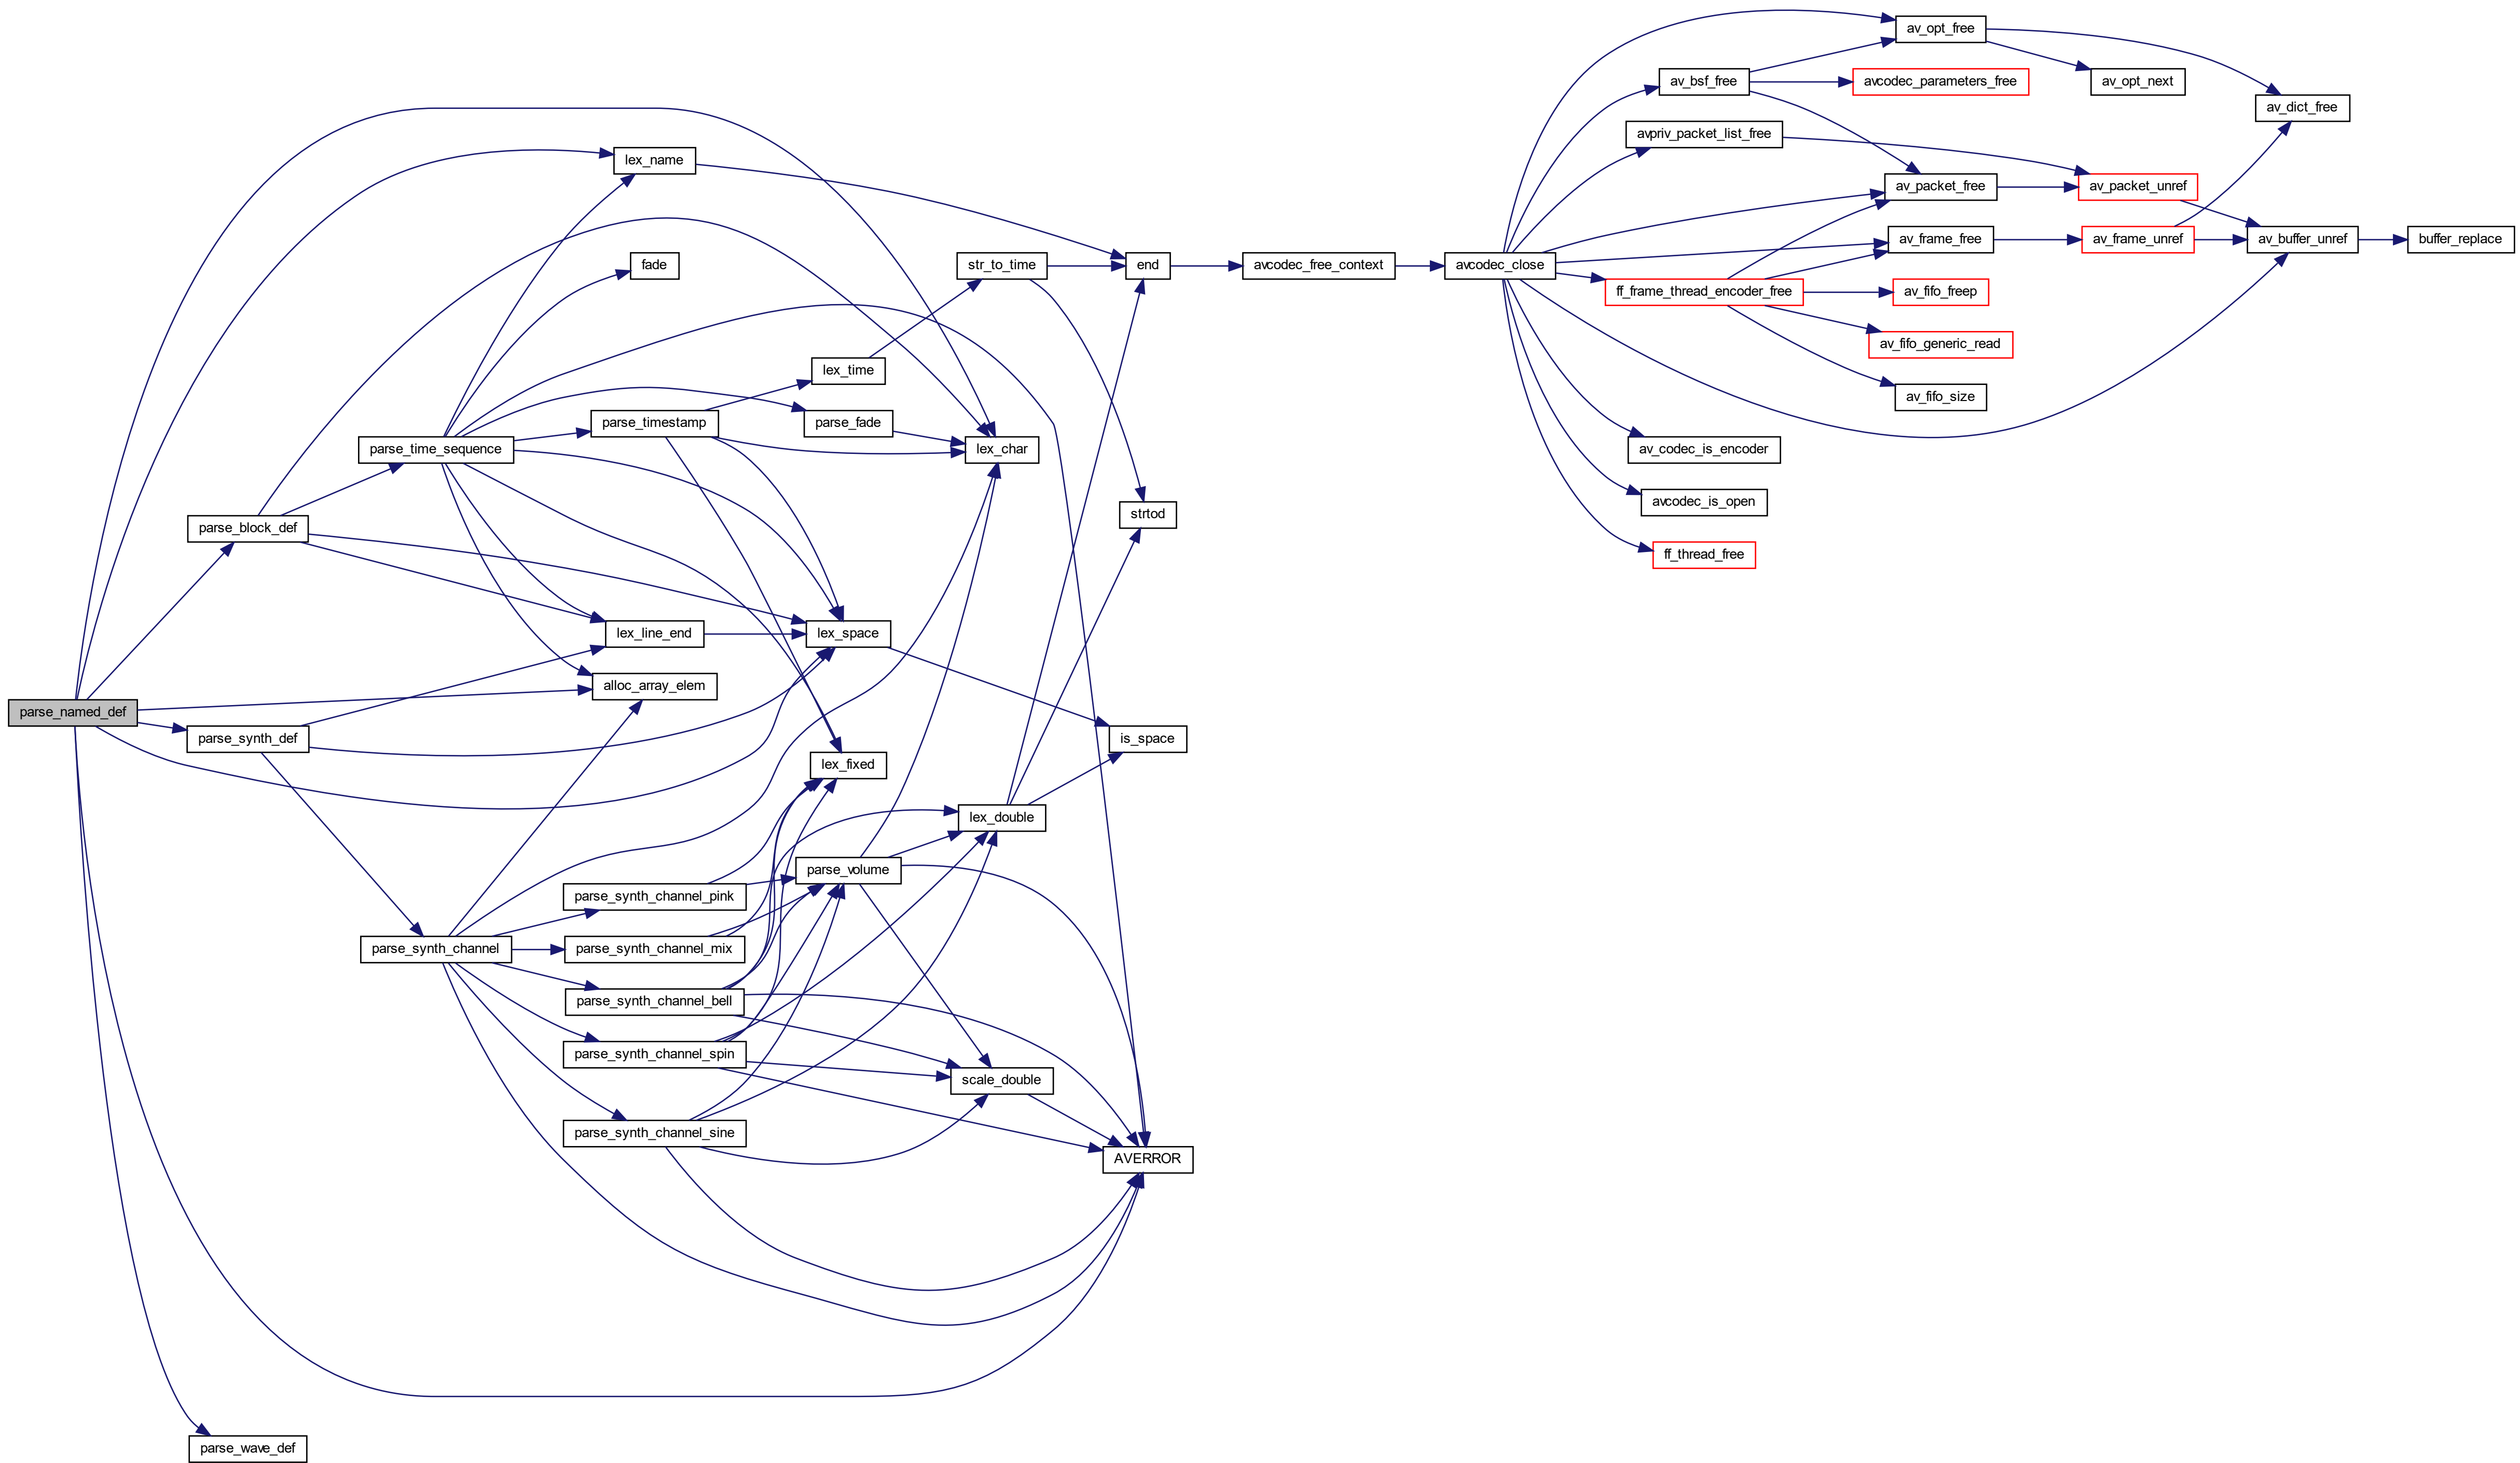 parse_named_def
parse_block_def
parse_synth_def
parse_wave_def
parse_time_sequence
parse_synth_channel
lex_name
fade
parse_timestamp
lex_line_end
alloc_array_elem
parse_synth_channel_pink
parse_synth_channel_mix
parse_synth_channel_bell
parse_synth_channel_spin
parse_synth_channel_sine
lex_time
parse_fade
lex_space
lex_fixed
parse_volume
str_to_time
lex_char
lex_double
scale_double
end
strtod
is_space
AVERROR
avcodec_free_context
avcodec_close
av_bsf_free
avpriv_packet_list_free
ff_frame_thread_encoder_free
av_codec_is_encoder
avcodec_is_open
ff_thread_free
av_opt_free
avcodec_parameters_free
av_packet_free
av_frame_free
av_fifo_freep
av_fifo_generic_read
av_fifo_size
av_opt_next
av_packet_unref
av_frame_unref
av_dict_free
av_buffer_unref
buffer_replace